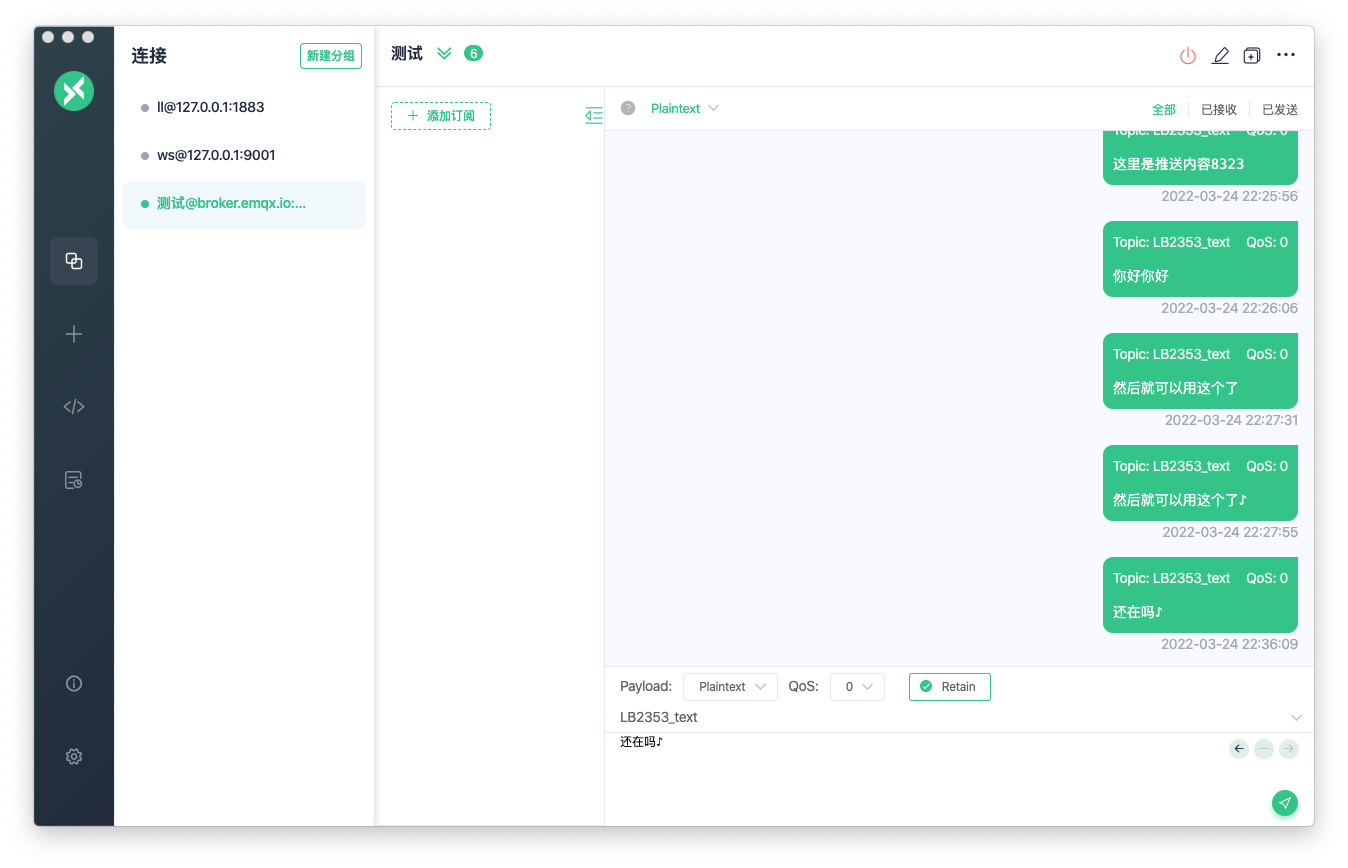 连接
新建分组
ll@127.0.0.1:1883
ws@127.0.0.1:9001
测试@broker.emqx.io:...
测试
6
添加订阅
Plaintext
全部
已接收
已发送
Topic: LB2353_text QoS: 0
这里是推送内容8323
2022-03-24 22:25:56
Topic: LB2353_text QoS: 0
你好你好
2022-03-24 22:26:06
Topic: LB2353_text QoS: 0
然后就可以用这个了
2022-03-24 22:27:31
Topic: LB2353_text QoS: 0
然后就可以用这个了♪
2022-03-24 22:27:55
Topic: LB2353_text QoS: 0
还在吗♪
2022-03-24 22:36:09
Payload: Plaintext QoS: 0 Retain
LB2353_text
还在吗♪